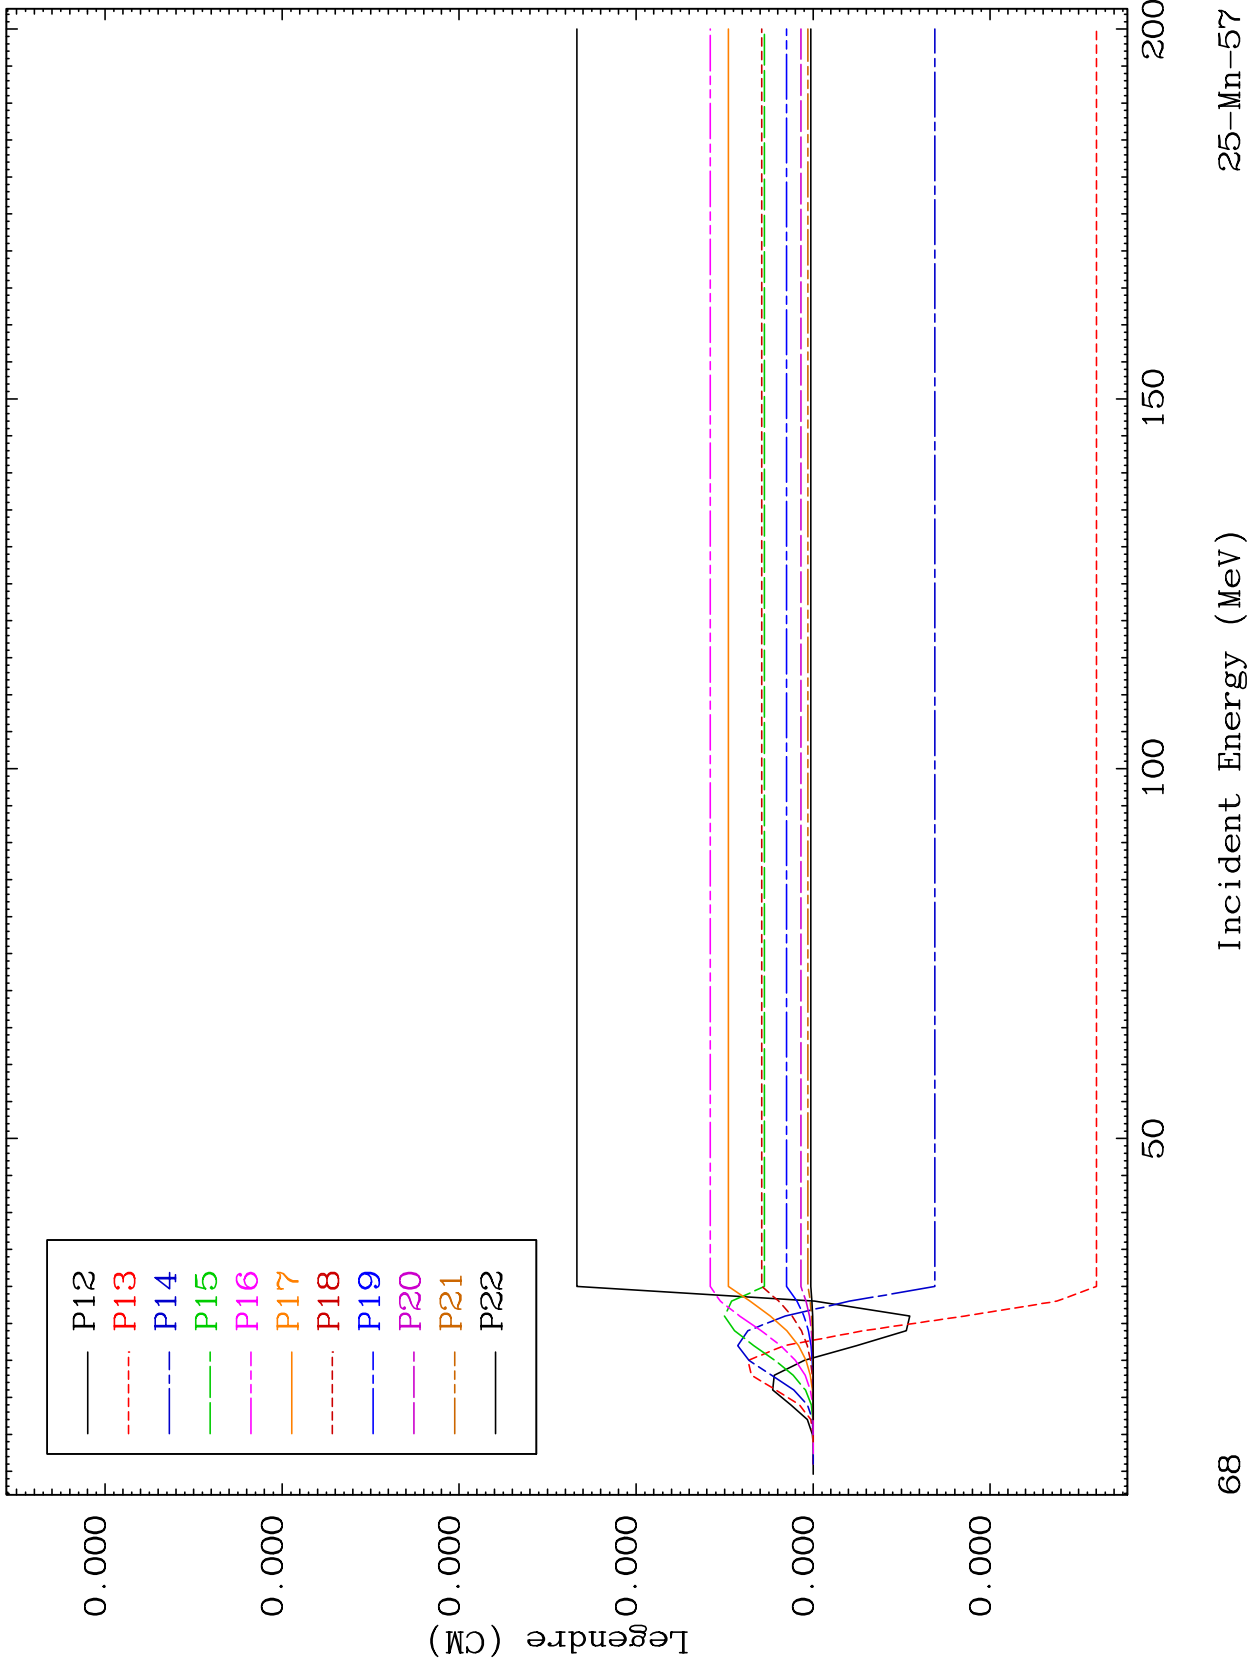 P12
P13
P14
P15
P16
P17
P18
P19
P20
P21
P22
Legendre (CM)
0.000
0.000
0.000
0.000
0.000
0.000
50
100
150
200
Incident Energy (MeV)
68
25-Mn-57